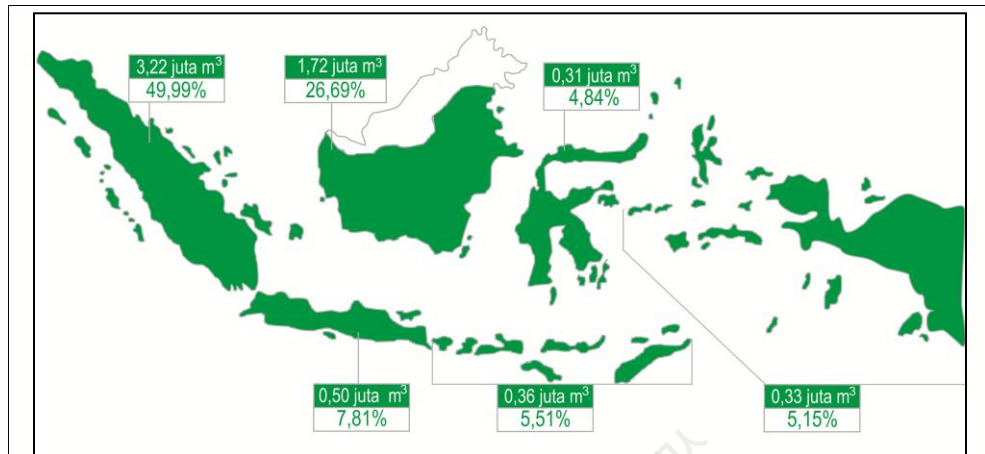 3,22 juta m³
49,99%
1,72 juta m³
26,69%
0,31 juta m³
4,84%
0,50 juta m³
7,81%
0,36 juta m³
5,51%
0,33 juta m³
5,15%